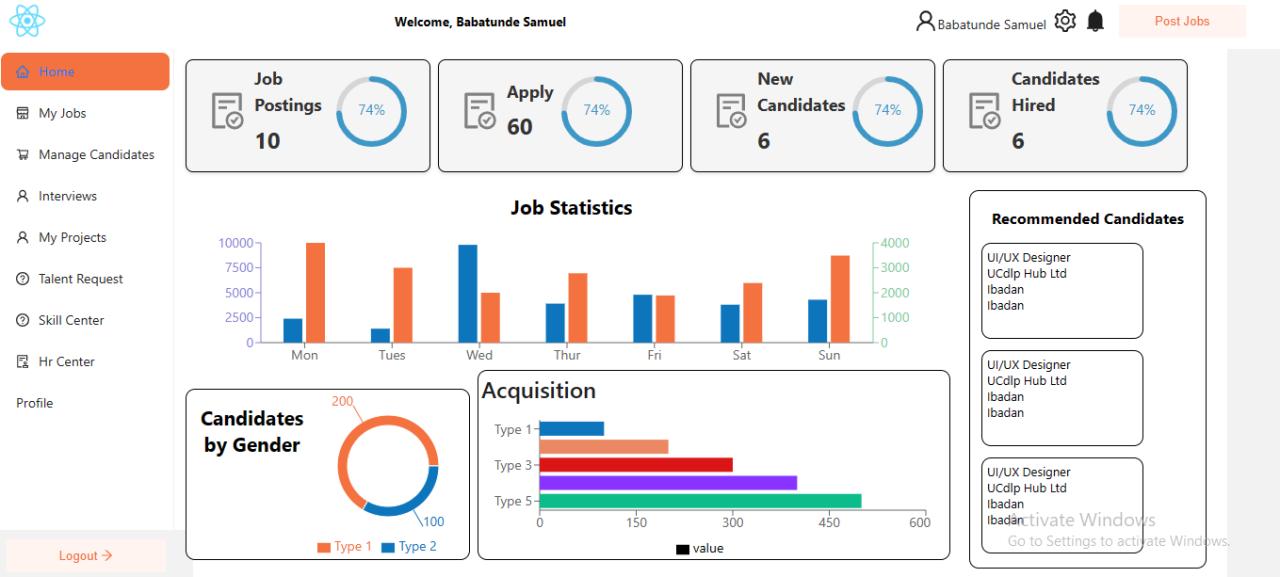 Welcome, Babatunde Samuel
Babatunde Samuel
Post Jobs
Home
My Jobs
Manage Candidates
Interviews
My Projects
Talent Request
Skill Center
Hr Center
Profile
Logout
Job
Postings
10
74%
Apply
60
74%
New
Candidates
6
74%
Candidates
Hired
6
74%
Job Statistics
10000
7500
5000
2500
0
4000
3000
2000
1000
0
Mon Tues Wed Thur Fri Sat Sun
Candidates
by Gender
200
100
Type 1 Type 2
Acquisition
Type 1
Type 3
Type 5
0 150 300 450 600
value
Recommended Candidates
UI/UX Designer
UCdlp Hub Ltd
Ibadan
Ibadan
UI/UX Designer
UCdlp Hub Ltd
Ibadan
Ibadan
UI/UX Designer
UCdlp Hub Ltd
Ibadan
Ibadan
Activate Windows
Go to Settings to activate Windows.